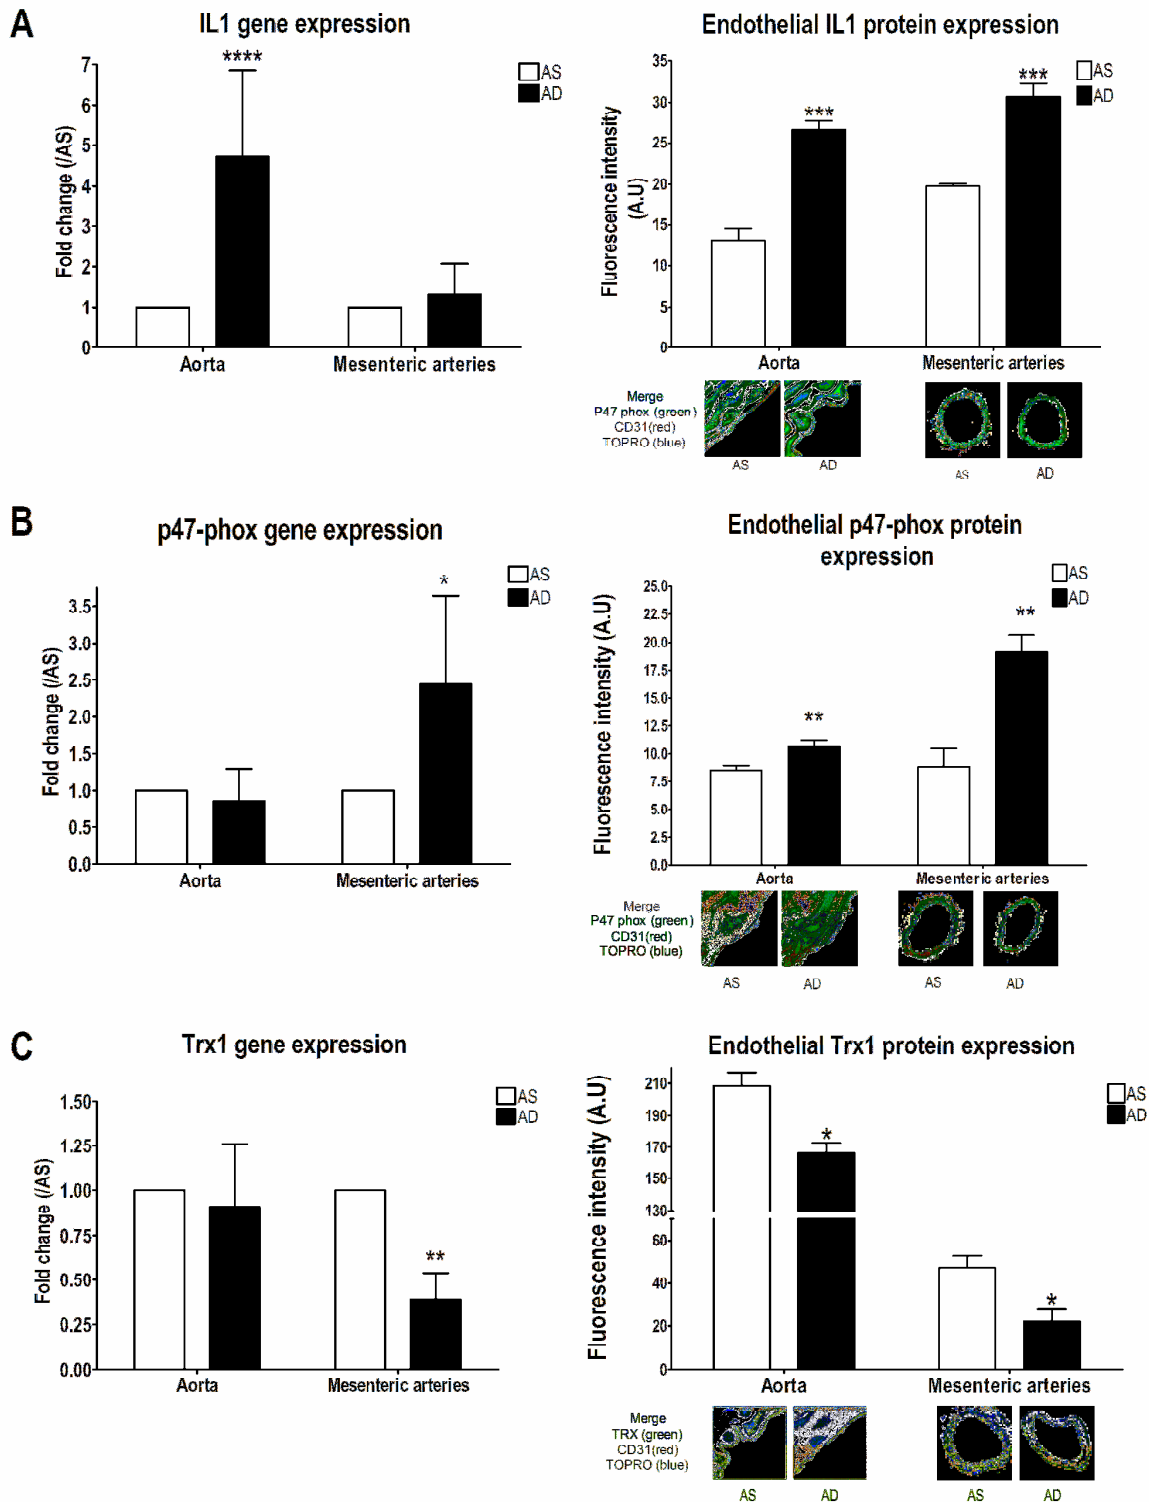 A
IL1 gene expression
****
7
6
5
4
3
2
1
0
Fold change (/AS)
AS
AD
Aorta
Mesenteric arteries
Endothelial IL1 protein expression
35
30
25
20
15
10
5
0
Fluorescence intensity
(A.U)
***
***
AS
AD
Aorta
Mesenteric arteries
Merge
P47 phox (green)
CD31(red)
TOPRO (blue)
AS
AD
AS
AD
B
p47-phox gene expression
3.5
3.0
2.5
2.0
1.5
1.0
0.5
0.0
Fold change (/AS)
*
AS
AD
Aorta
Mesenteric arteries
Endothelial p47-phox protein
expression
25.0
22.5
20.0
17.5
15.0
12.5
10.0
7.5
5.0
2.5
0.0
Fluorescence intensity (A.U)
**
**
AS
AD
Aorta
Mesenteric arteries
Merge
P47 phox (green)
CD31(red)
TOPRO (blue)
AS
AD
AS
AD
C
Trx1 gene expression
1.50
1.25
1.00
0.75
0.50
0.25
0.00
Fold change (/AS)
**
AS
AD
Aorta
Mesenteric arteries
Endothelial Trx1 protein expression
210
190
170
150
130
60
40
20
0
Fluorescence intensity (A.U)
*
*
AS
AD
Aorta
Mesenteric arteries
Merge
TRX (green)
CD31(red)
TOPRO (blue)
AS
AD
AS
AD